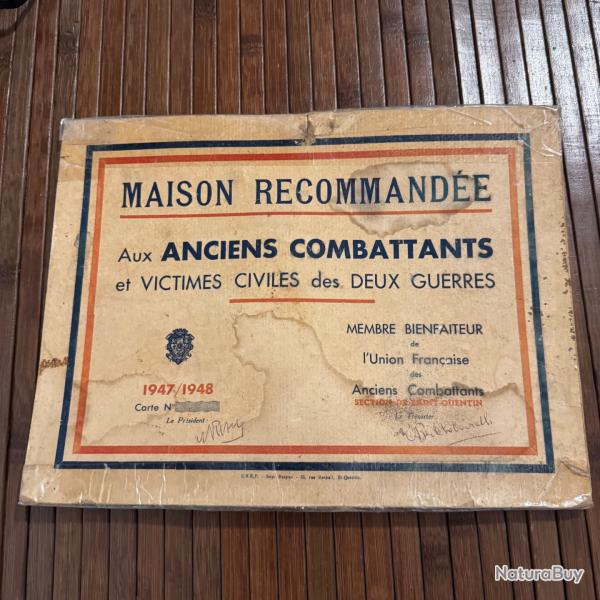 MAISON RECOMMANDÉE
Aux ANCIENS COMBATTANTS
et VICTIMES CIVILES des DEUX GUERRES
MEMBRE BIENFAITEUR
de
l'Union Française
des
Anciens Combattants
SECTION DE SAINT-QUENTIN
Le Trésorier
1947/1948
Carte N°
Le Président
NaturaBuy